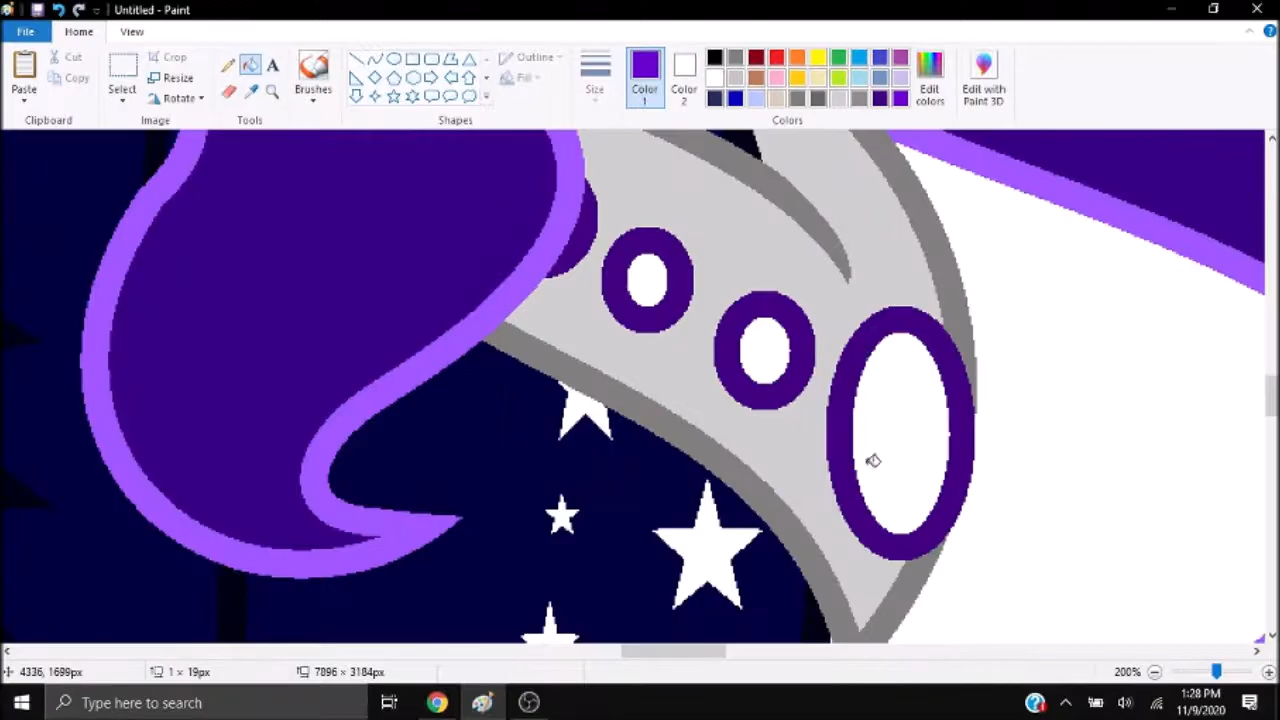 Untitled - Paint
File Home View
Paste
Cut
Copy
Clipboard
Select
Crop
Resize
Rotate
Image
Tools
Brushes
Shapes
Outline
Fill
Size
Color 1
Color 2
Colors
Edit colors
Edit with Paint 3D
4336, 1699px
1 × 19px
7896 × 3184px
200%
Type here to search
1:28 PM
11/9/2020